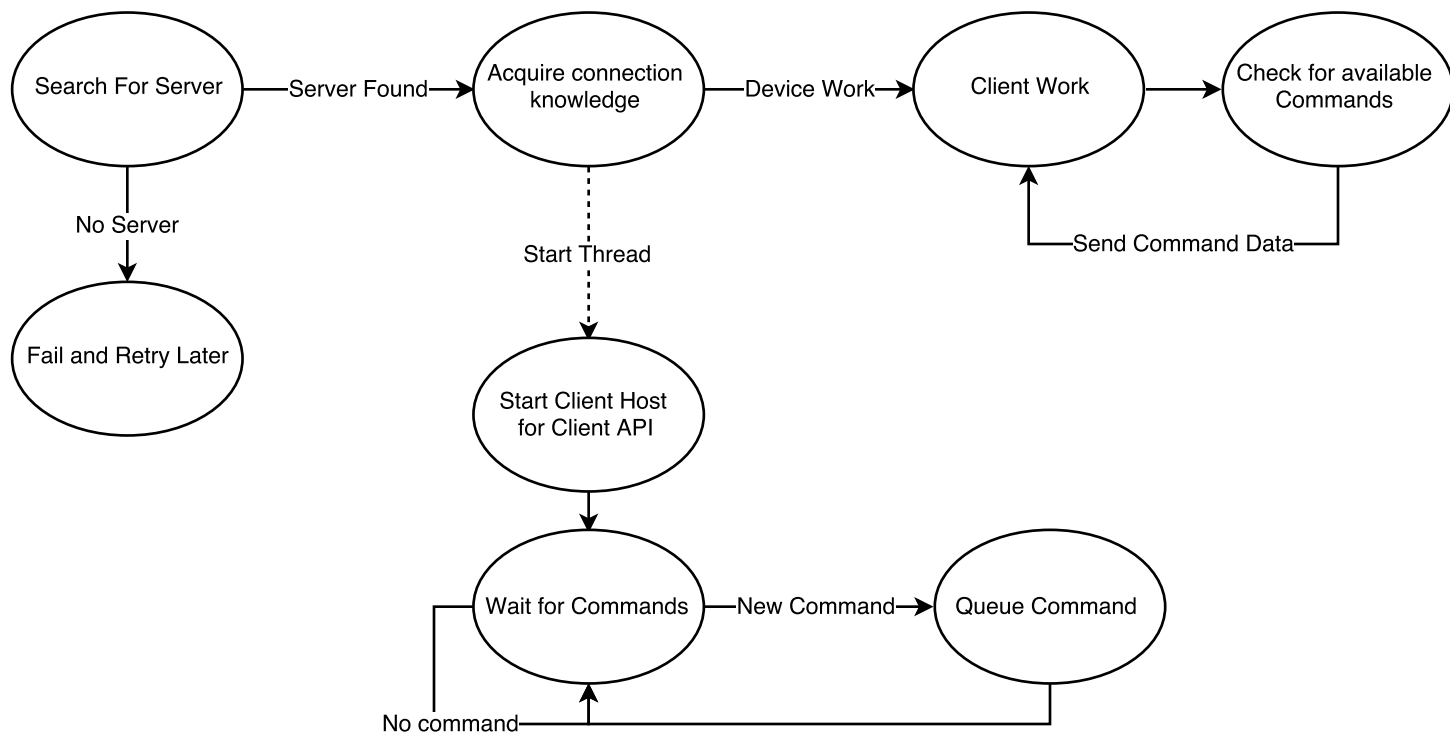 Search For Server
Server Found
Acquire connection
knowledge
Device Work
Client Work
Check for available
Commands
No Server
Start Thread
Send Command Data
Fail and Retry Later
Start Client Host
for Client API
Wait for Commands
New Command
Queue Command
No command